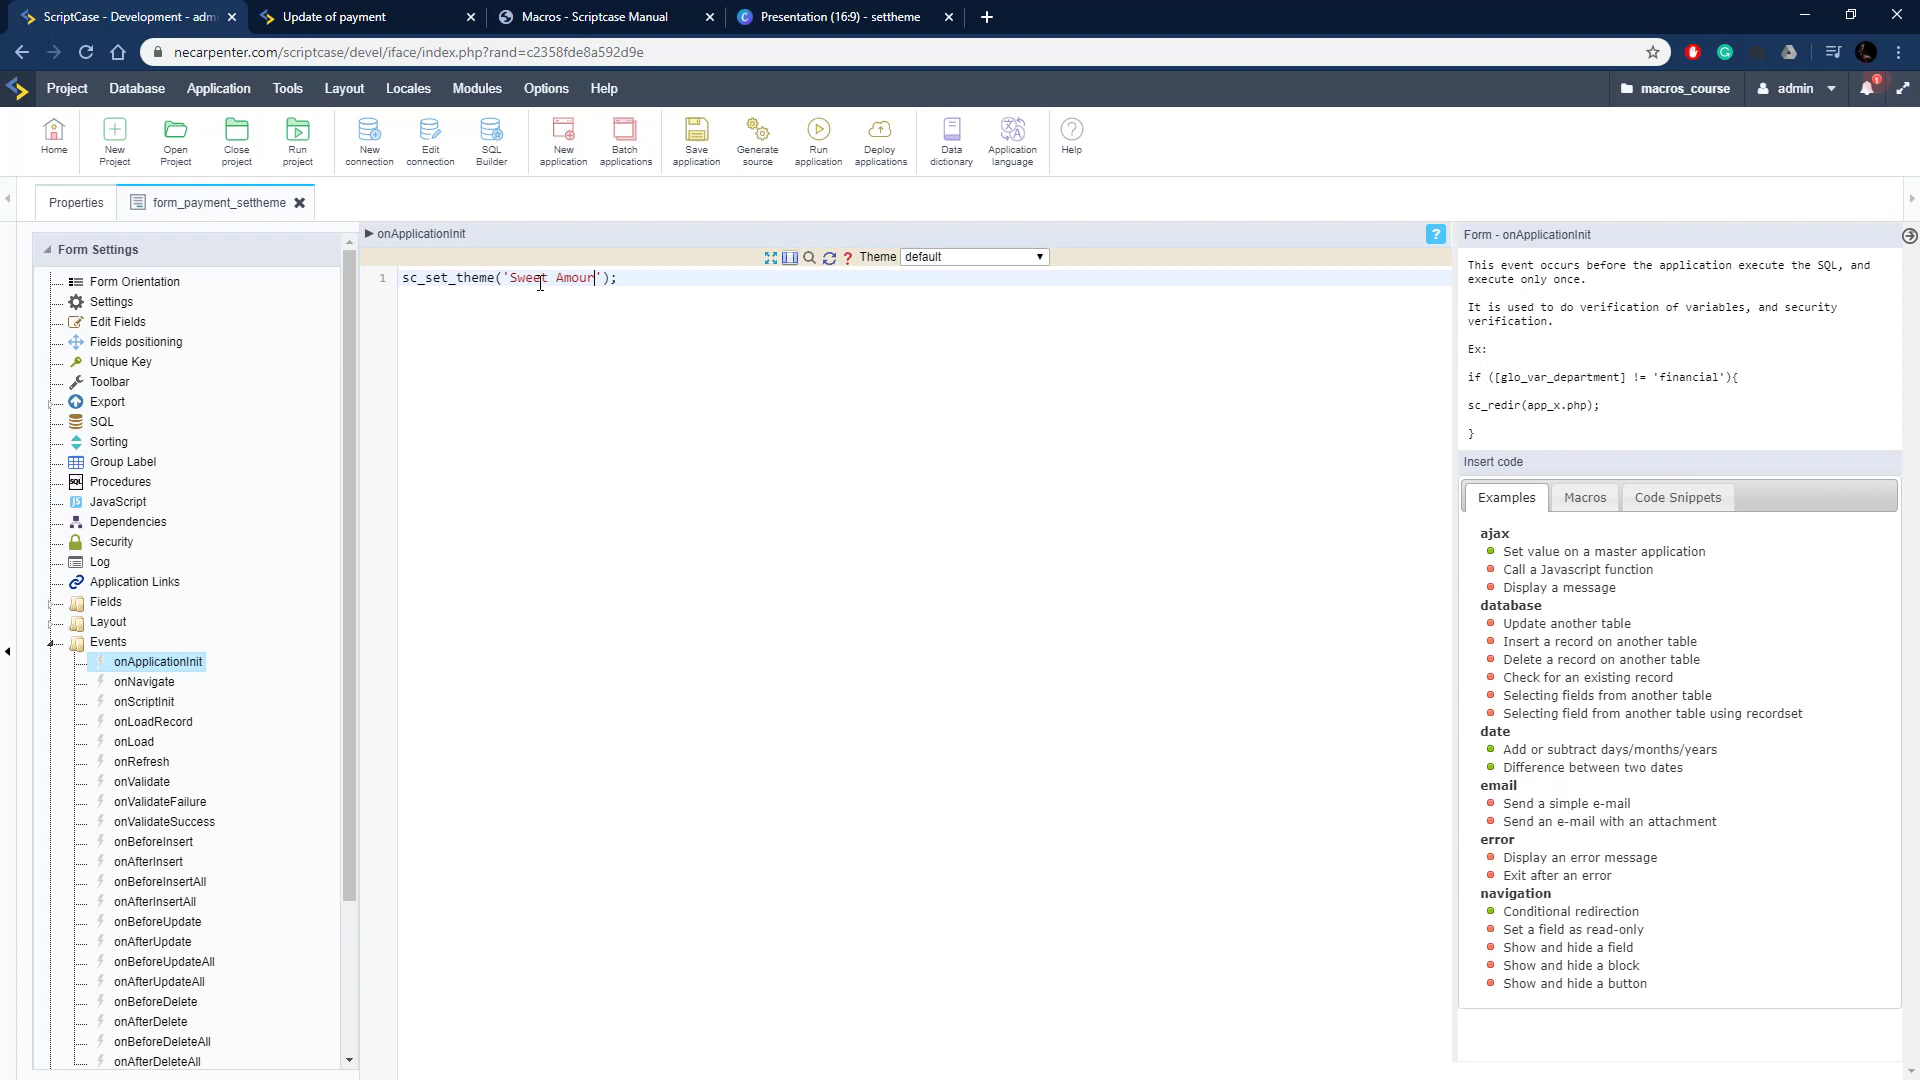 ScriptCase - Development - adm
Update of payment
Macros - Scriptcase Manual
Presentation (16:9) - settheme
necarpenter.com/scriptcase/devel/iface/index.php?rand=c2358fde8a592d9e
Project Database Application Tools Layout Locales Modules Options Help
macros_course
admin
1
Home
New Project
Open Project
Close project
Run project
New connection
Edit connection
SQL Builder
New application
Batch applications
Save application
Generate source
Run application
Deploy applications
Data dictionary
Application language
Help
Properties
form_payment_settheme
Form Settings
Form Orientation
Settings
Edit Fields
Fields positioning
Unique Key
Toolbar
Export
SQL
Sorting
Group Label
SQL Procedures
JS JavaScript
Dependencies
Security
Log
Application Links
Fields
Layout
Events
onApplicationInit
onNavigate
onScriptInit
onLoadRecord
onLoad
onRefresh
onValidate
onValidateFailure
onValidateSuccess
onBeforeInsert
onAfterInsert
onBeforeInsertAll
onAfterInsertAll
onBeforeUpdate
onAfterUpdate
onBeforeUpdateAll
onAfterUpdateAll
onBeforeDelete
onAfterDelete
onBeforeDeleteAll
onAfterDeleteAll
onApplicationInit
?
? Theme default
1 sc_set_theme('Sweet Amour');
Form - onApplicationInit
This event occurs before the application execute the SQL, and
execute only once.
It is used to do verification of variables, and security
verification.
Ex:
if ([glo_var_department] != 'financial'){
sc_redir(app_x.php);
}
Insert code
Examples Macros Code Snippets
ajax
Set value on a master application
Call a Javascript function
Display a message
database
Update another table
Insert a record on another table
Delete a record on another table
Check for an existing record
Selecting fields from another table
Selecting field from another table using recordset
date
Add or subtract days/months/years
Difference between two dates
email
Send a simple e-mail
Send an e-mail with an attachment
error
Display an error message
Exit after an error
navigation
Conditional redirection
Set a field as read-only
Show and hide a field
Show and hide a block
Show and hide a button